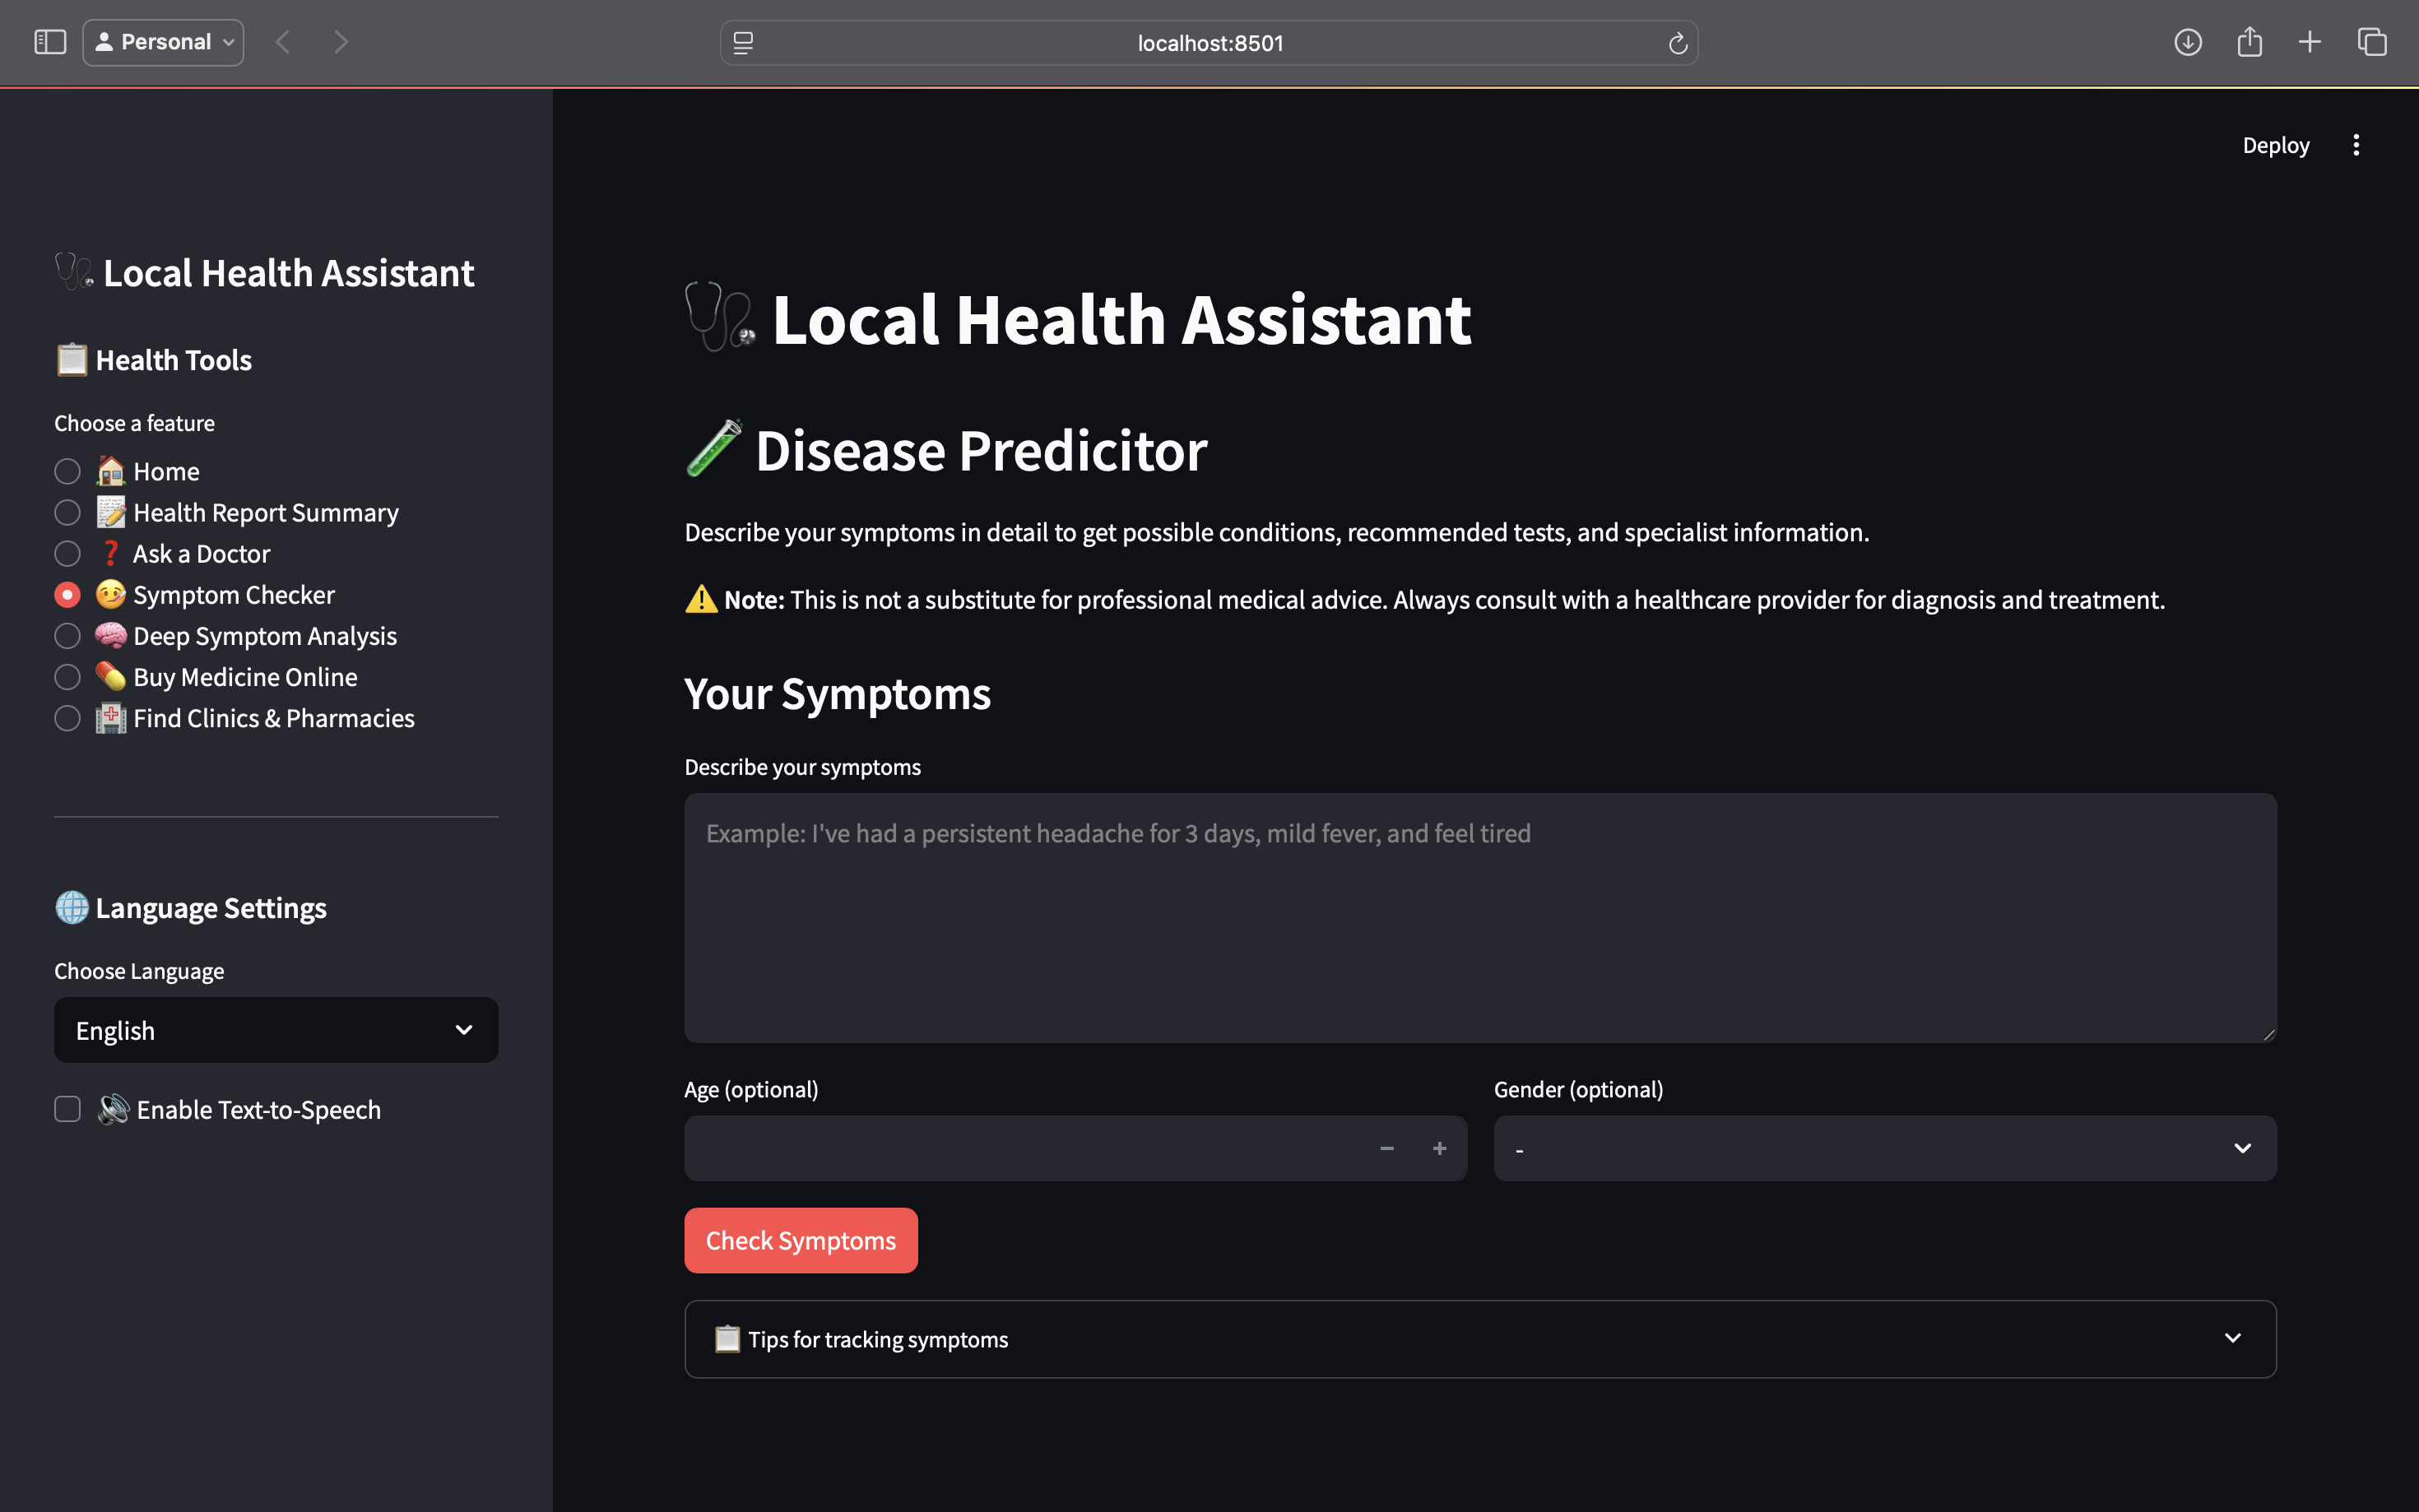 Personal
localhost:8501
Deploy
Local Health Assistant
Health Tools
Choose a feature
Home
Health Report Summary
Ask a Doctor
Symptom Checker
Deep Symptom Analysis
Buy Medicine Online
Find Clinics & Pharmacies
Language Settings
Choose Language
English
Enable Text-to-Speech
Local Health Assistant
Disease Predicitor
Describe your symptoms in detail to get possible conditions, recommended tests, and specialist information.
Note: This is not a substitute for professional medical advice. Always consult with a healthcare provider for diagnosis and treatment.
Your Symptoms
Describe your symptoms
Example: I've had a persistent headache for 3 days, mild fever, and feel tired
Age (optional)
Gender (optional)
-
Check Symptoms
Tips for tracking symptoms